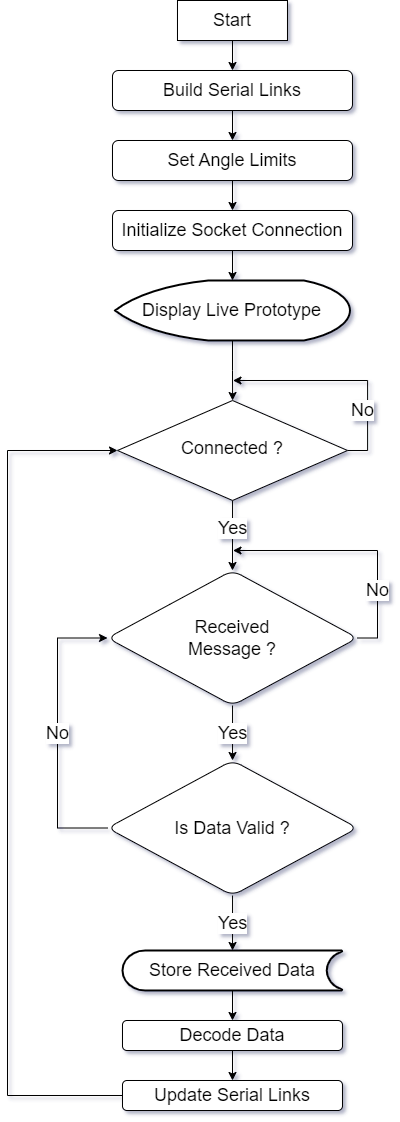 Start
Build Serial Links
Set Angle Limits
Initialize Socket Connection
Display Live Prototype
No
Connected ?
Yes
No
Received
Message ?
No
Yes
Is Data Valid ?
Yes
Store Received Data
Decode Data
Update Serial Links